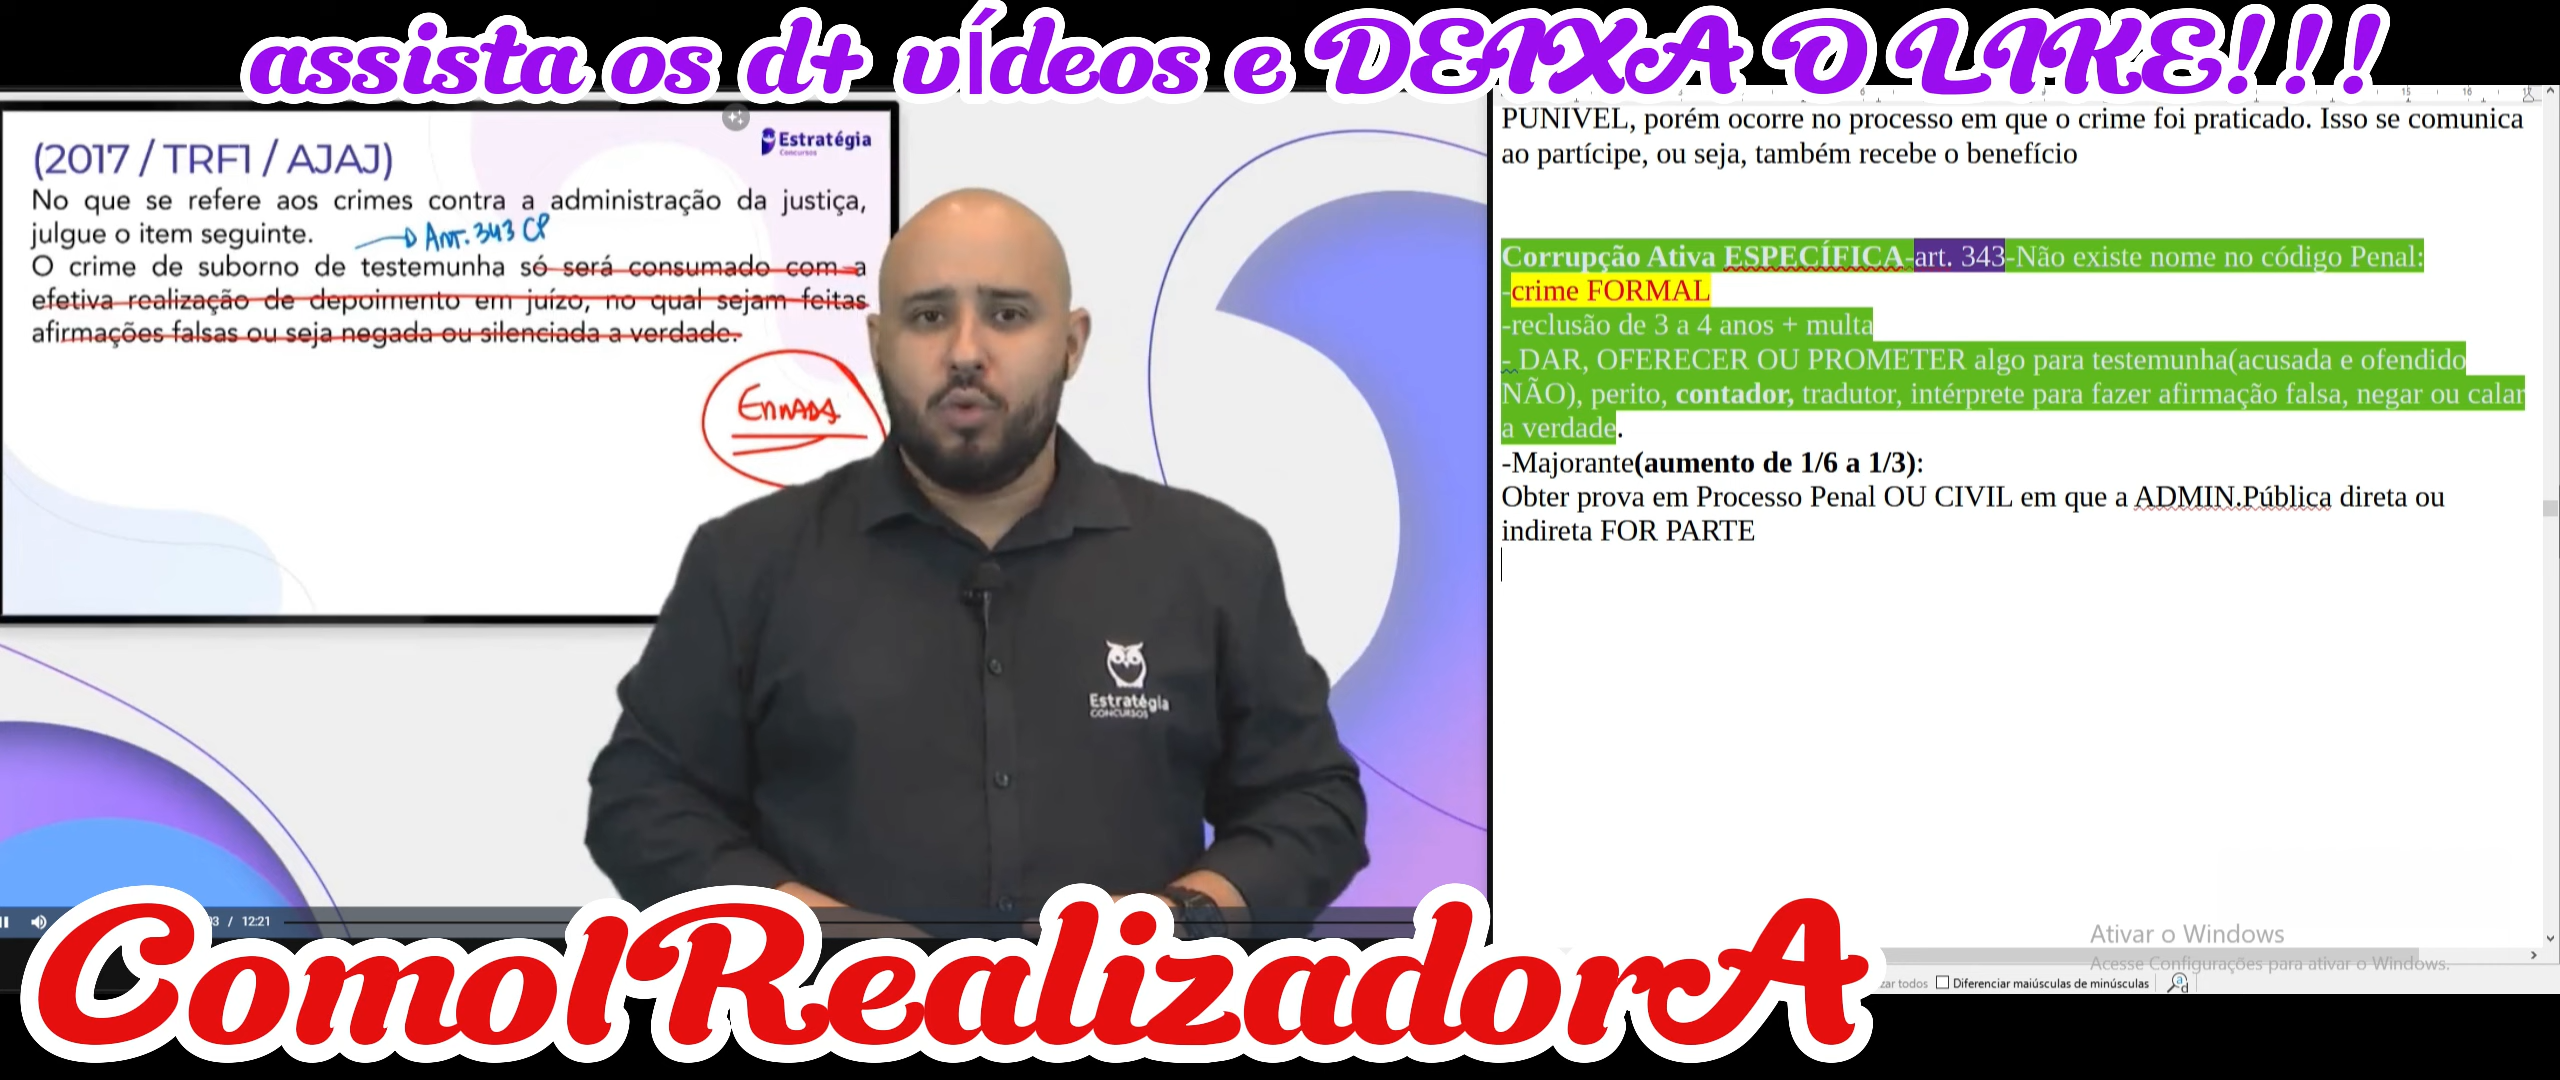 assista os d+ vídeos e DEIXA O LIKE!!!
(2017 / TRF1 / AJAJ)
Estratégia
Concursos
No que se refere aos crimes contra a administração da justiça,
julgue o item seguinte.
Art. 343 CP
O crime de suborno de testemunha só será consumado com a
efetiva realização de depoimento em juízo, no qual sejam feitas
afirmações falsas ou seja negada ou silenciada a verdade.
Errada
Estratégia
CONCURSOS
3 / 12:21
PUNIVEL, porém ocorre no processo em que o crime foi praticado. Isso se comunica
ao partícipe, ou seja, também recebe o benefício
Corrupção Ativa ESPECÍFICA-art. 343-Não existe nome no código Penal:
-crime FORMAL
-reclusão de 3 a 4 anos + multa
- DAR, OFERECER OU PROMETER algo para testemunha(acusada e ofendido
NÃO), perito, contador, tradutor, intérprete para fazer afirmação falsa, negar ou calar
a verdade.
-Majorante(aumento de 1/6 a 1/3):
Obter prova em Processo Penal OU CIVIL em que a ADMIN.Pública direta ou
indireta FOR PARTE
Ativar o Windows
Acesse Configurações para ativar o Windows.
zar todos Diferenciar maiúsculas de minúsculas
ComolRealizadorA